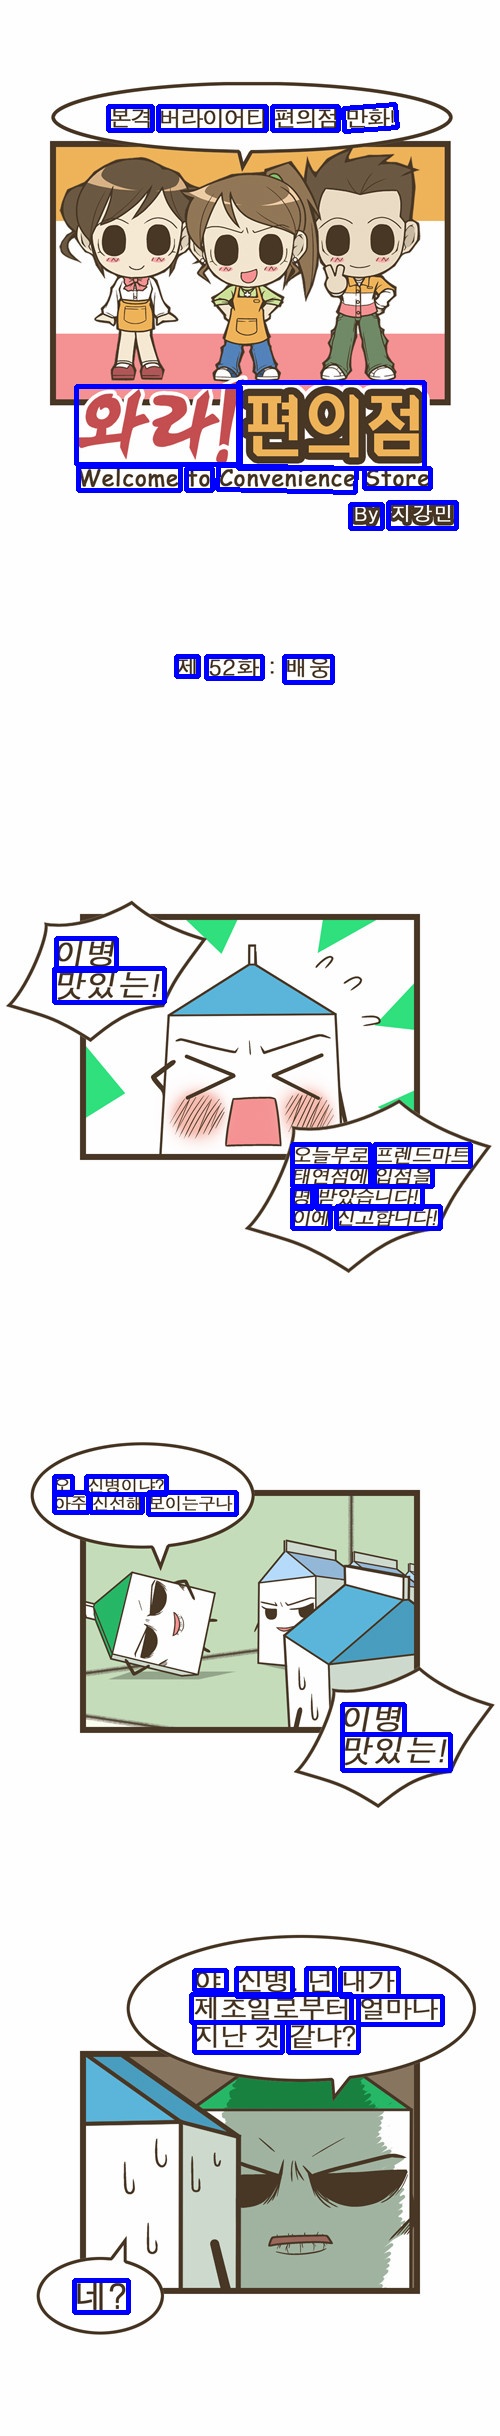 본격 버라이어티 편의점 만화!
와라! 편의점
Welcome to Convenience Store
By 지강민
제 52화 : 배웅
이병
맛있는!
오늘부로 프렌드마트
태연점에 입점을
명 받았습니다!
이에 신고합니다!
오, 신병이냐?
아주 신선해 보이는구나
이병
맛있는!
야 신병, 넌 내가
제조일로부터 얼마나
지난 것 같냐?
네?